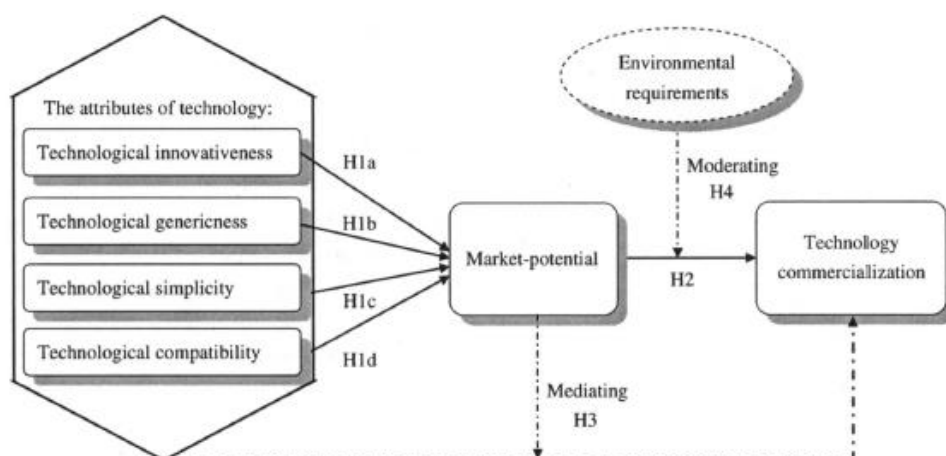 The attributes of technology:
Technological innovativeness
Technological genericness
Technological simplicity
Technological compatibility
H1a
H1b
H1c
H1d
Market-potential
Environmental
requirements
Moderating
H4
H2
Technology
commercialization
Mediating
H3